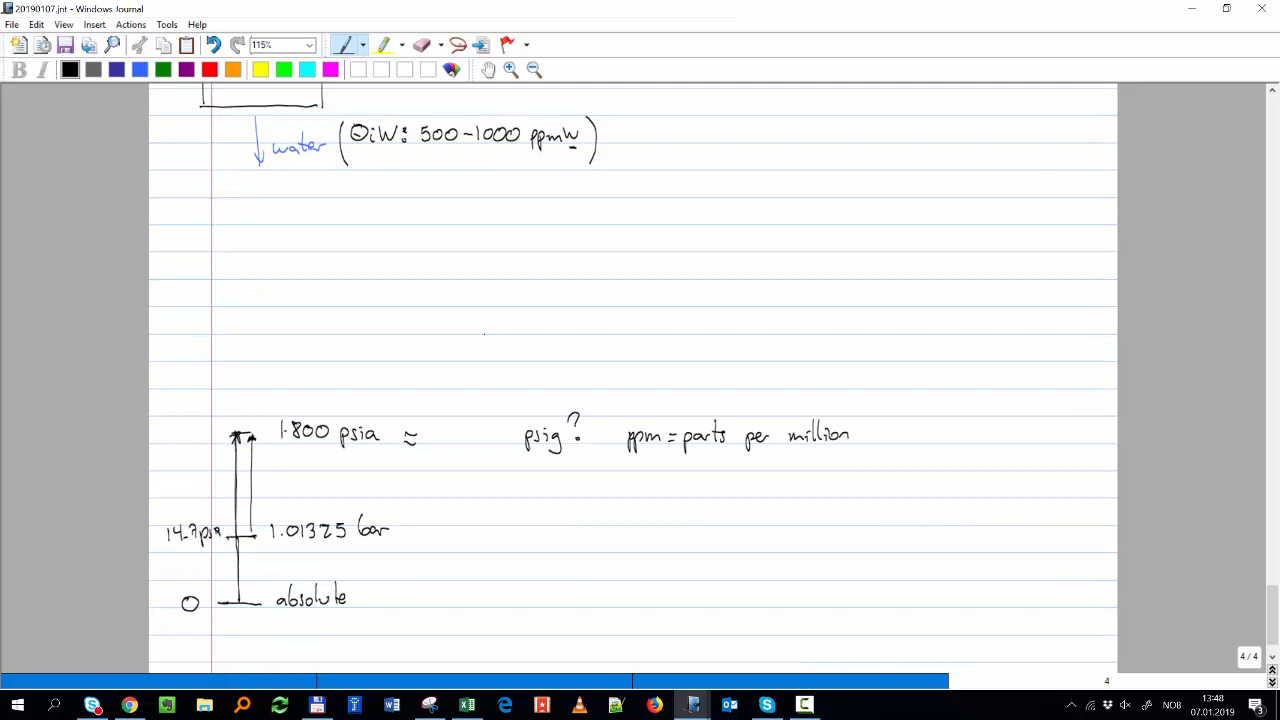 20190107.jnt - Windows Journal
File Edit View Insert Actions Tools Help
115%
B I
water (OiW: 500-1000 ppmw)
1.800 psia ≈ psig? ppm = parts per million
14.7psia 1.01325 bar
0 absolute
4/4
4
13:48
NOB
07.01.2019
3